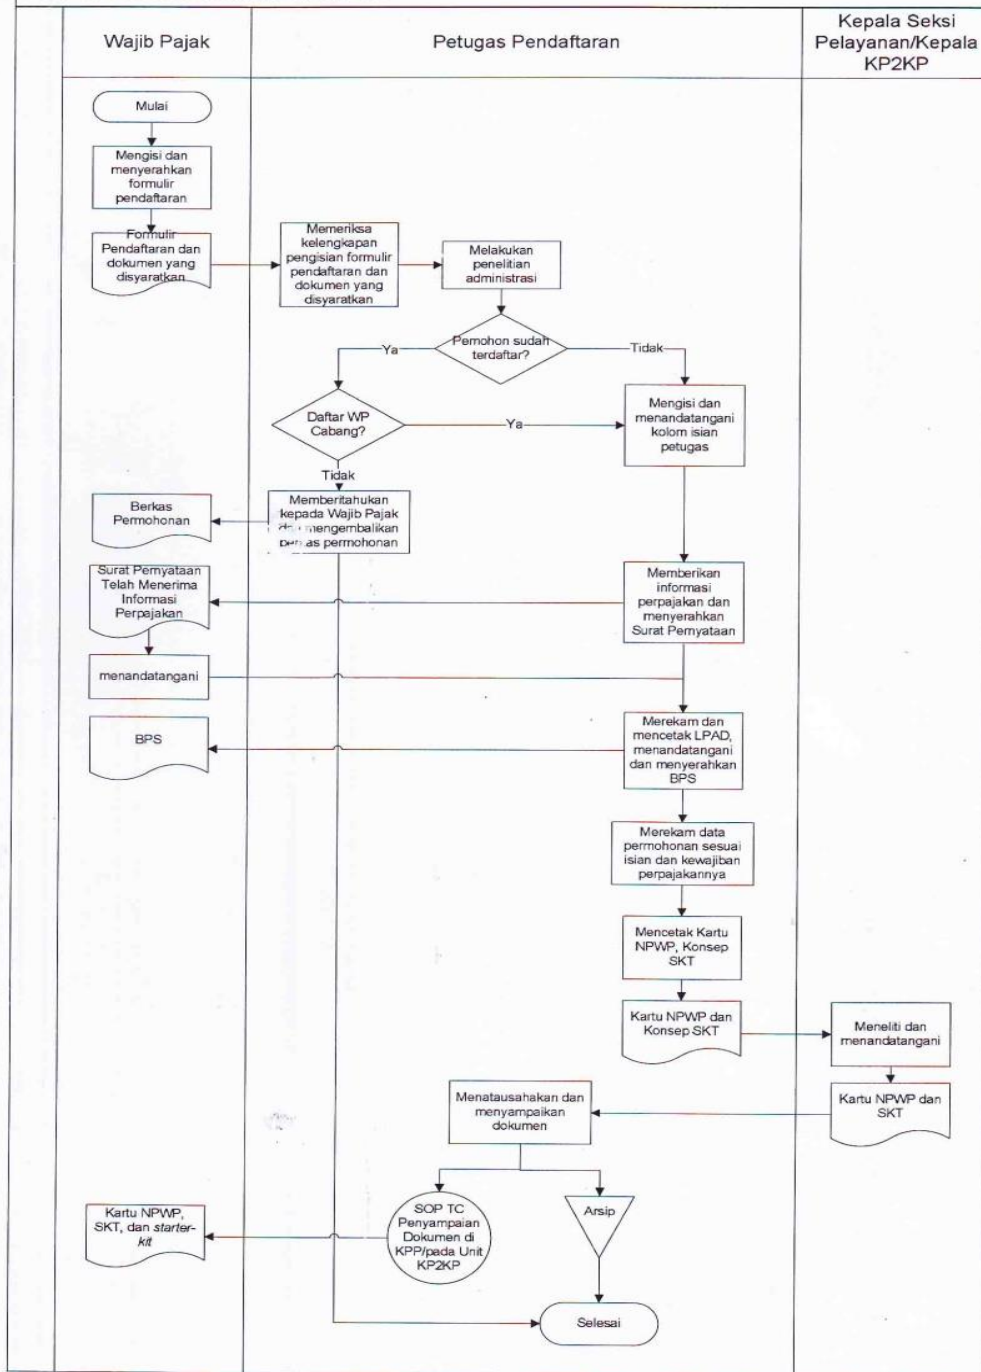 Wajib Pajak
Petugas Pendaftaran
Kepala Seksi
Pelayanan/Kepala
KP2KP
Mulai
Mengisi dan
menyerahkan
formulir
pendaftaran
Formulir
Pendaftaran dan
dokumen yang
disyaratkan
Memeriksa
kelengkapan
pengisian formulir
pendaftaran dan
dokumen yang
disyaratkan
Melakukan
penelitian
administrasi
Pemohon sudah
terdaftar?
Ya
Tidak
Daftar WP
Cabang?
Ya
Mengisi dan
menandatangani
kolom isian
petugas
Tidak
Memberitahukan
kepada Wajib Pajak
dan mengembalikan
berkas permohonan
Berkas
Permohonan
Memberikan
informasi
perpajakan dan
menyerahkan
Surat Pernyataan
Surat Pernyataan
Telah Menerima
Informasi
Perpajakan
menandatangani
Merekam dan
mencetak LPAD,
menandatangani
dan menyerahkan
BPS
BPS
Merekam data
permohonan sesuai
isian dan kewajiban
perpajakannya
Mencetak Kartu
NPWP, Konsep
SKT
Kartu NPWP dan
Konsep SKT
Meneliti dan
menandatangani
Kartu NPWP dan
SKT
Menatausahakan dan
menyampaikan
dokumen
SOP TC
Penyampaian
Dokumen di
KPP/pada Unit
KP2KP
Arsip
Kartu NPWP,
SKT, dan starter-
kit
Selesai